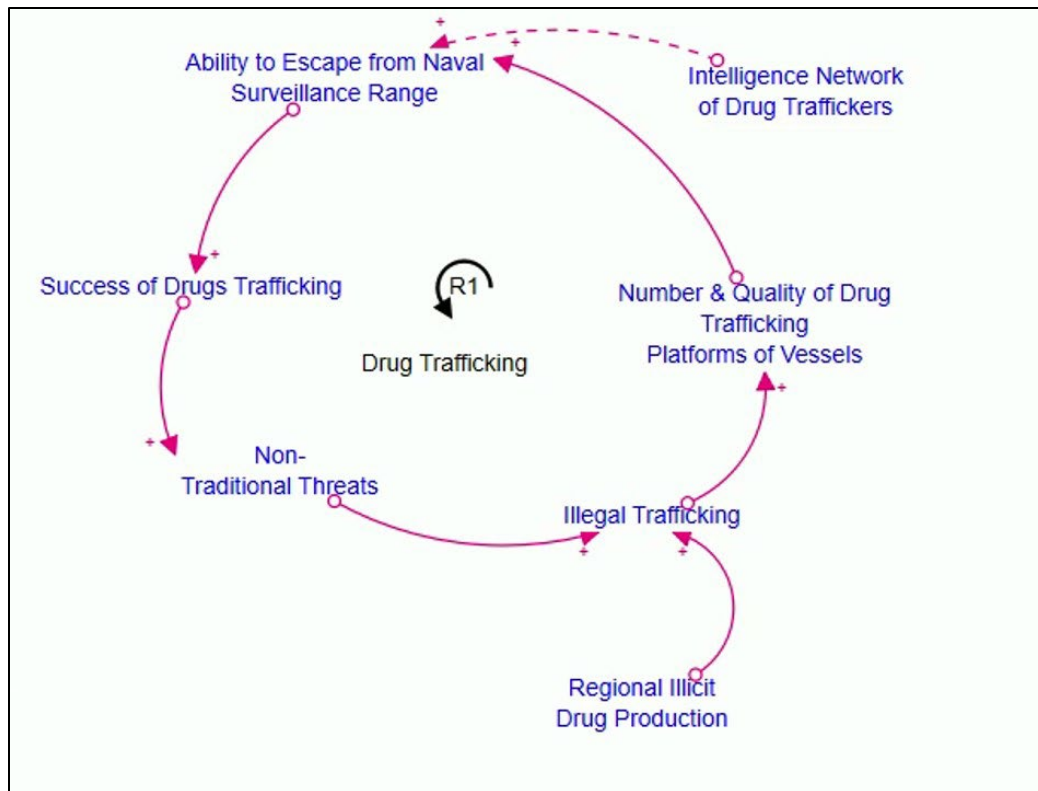 +
+
Ability to Escape from Naval
Surveillance Range
Intelligence Network
of Drug Traffickers
+
Success of Drugs Trafficking
R1
Number & Quality of Drug
Trafficking
Platforms of Vessels
Drug Trafficking
+
+
Non-
Traditional Threats
Illegal Trafficking
+
+
Regional Illicit
Drug Production